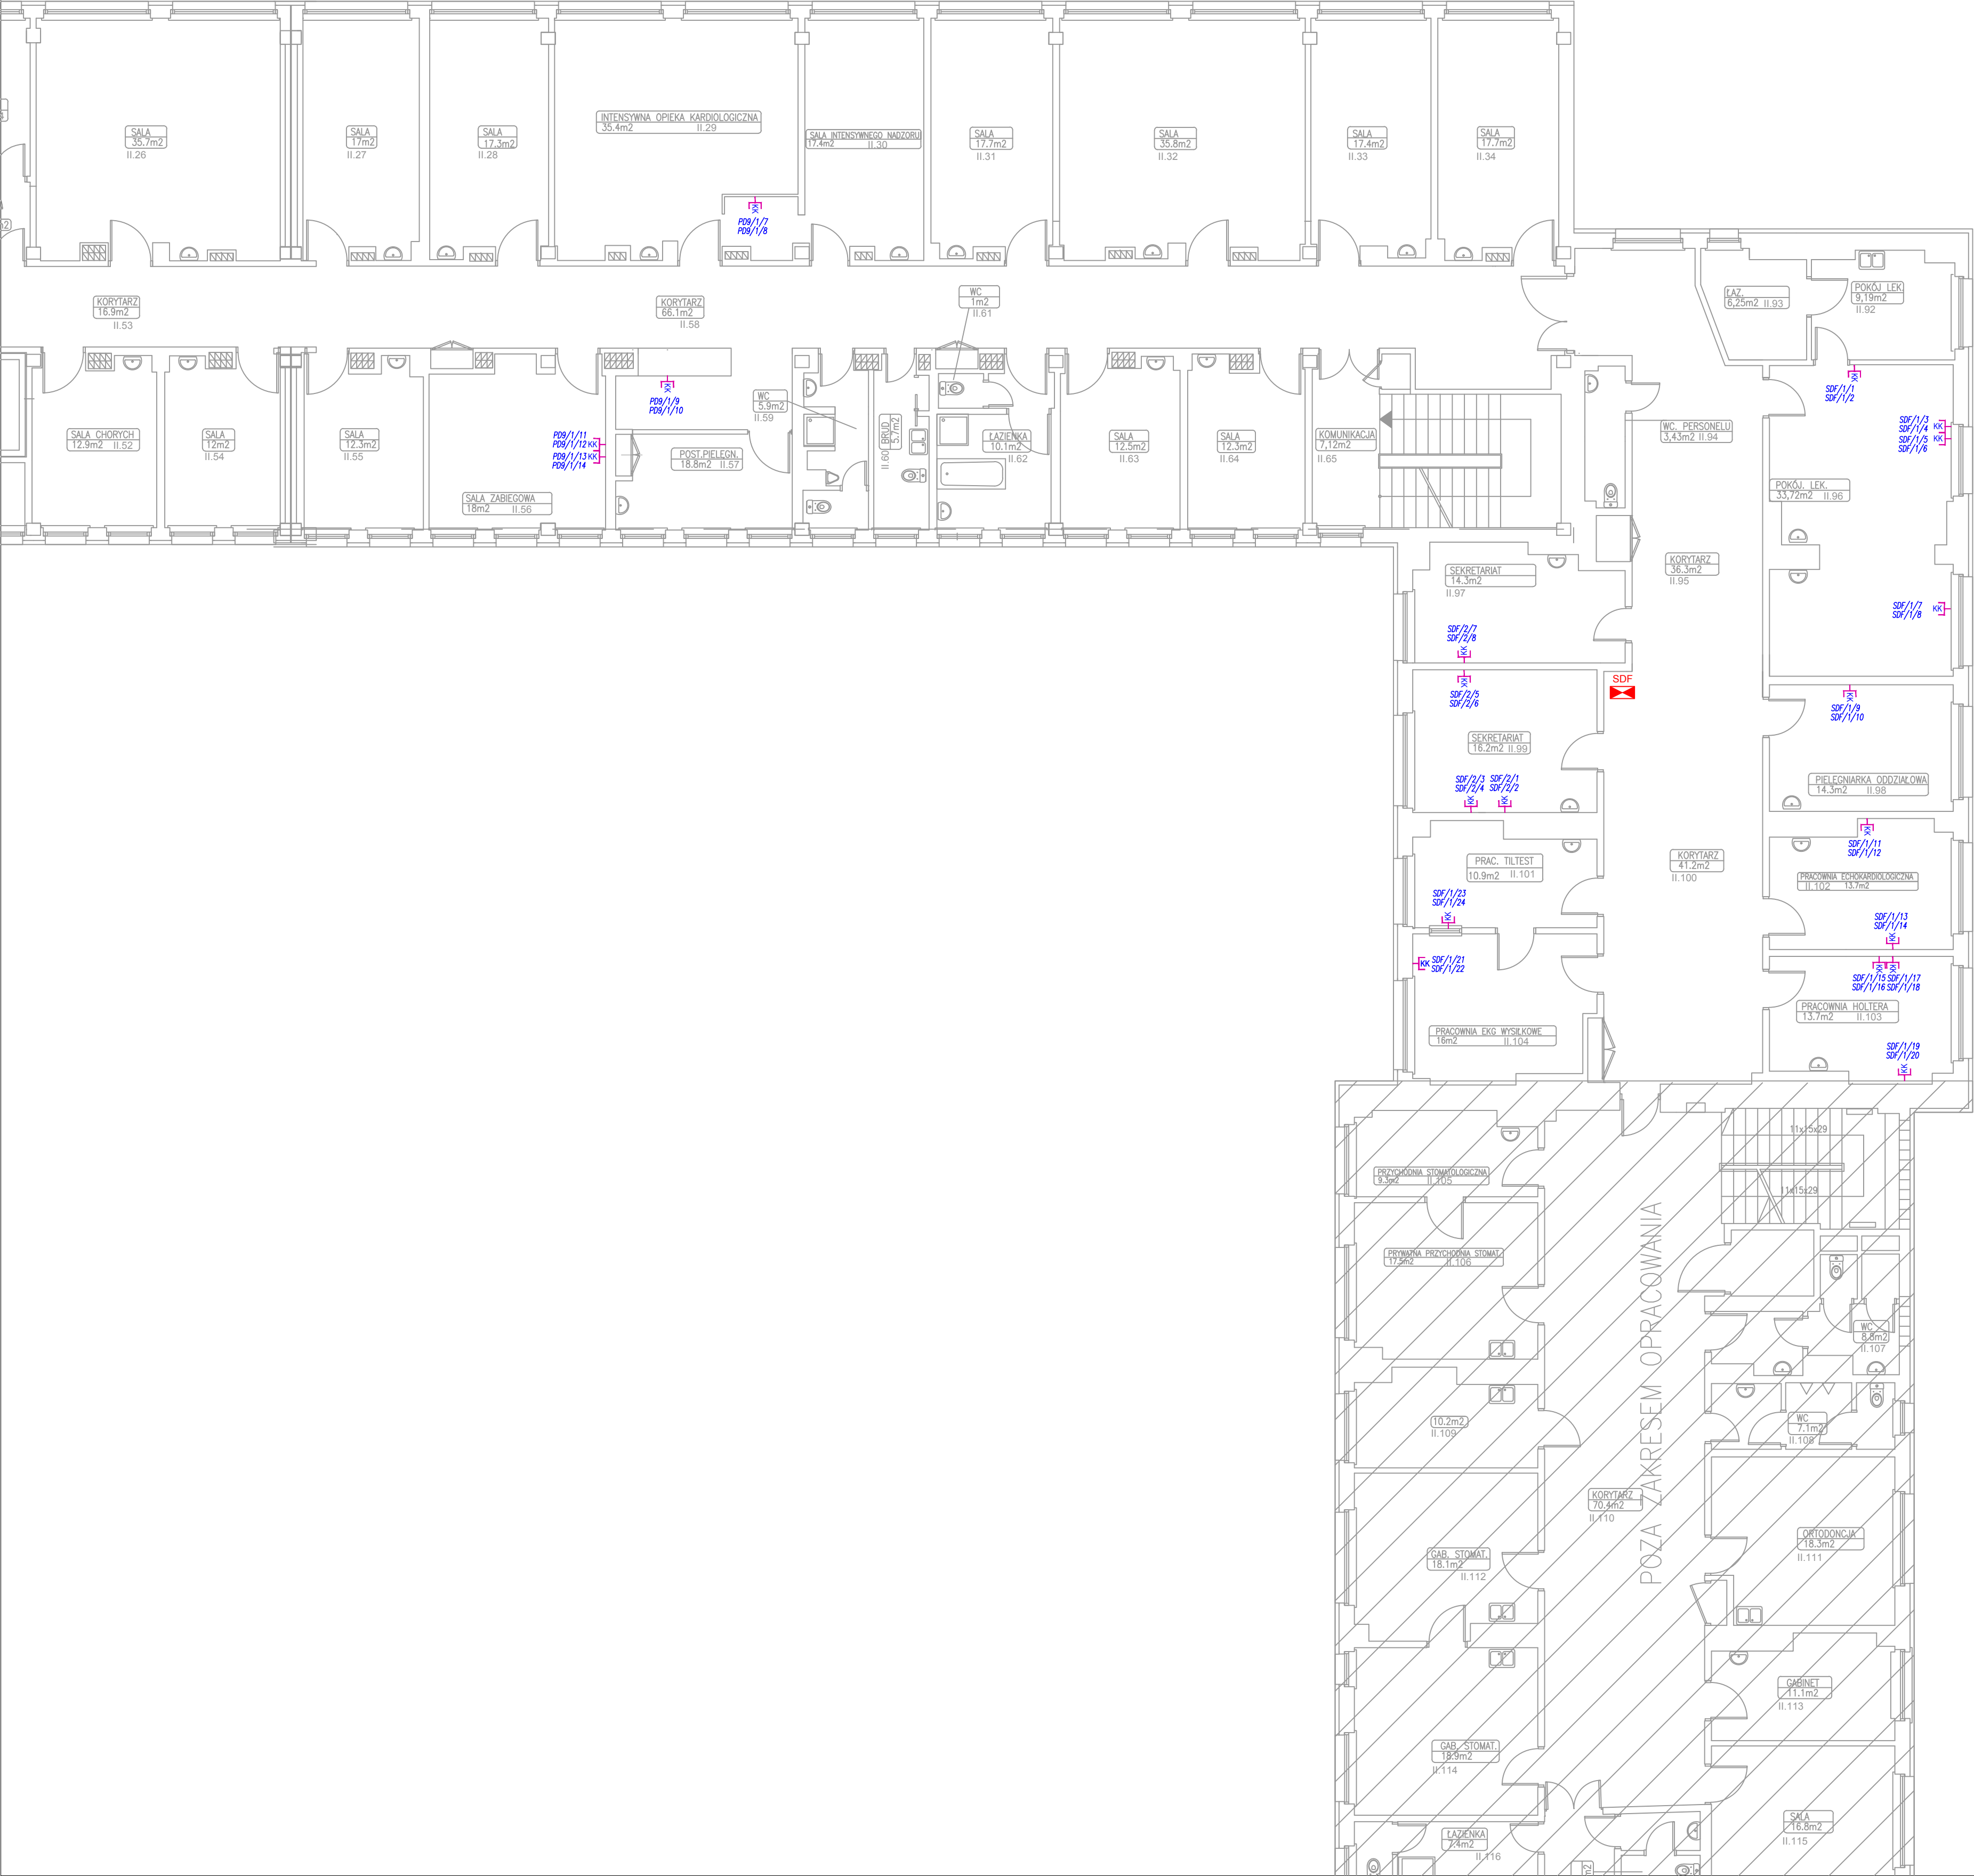 SALA
35.7m2
II.26
SALA
17m2
II.27
SALA
17.3m2
II.28
INTENSYWNA OPIEKA KARDIOLOGICZNA
35.4m2 II.29
SALA INTENSYWNEGO NADZORU
17.4m2 II.30
SALA
17.7m2
II.31
SALA
35.8m2
II.32
SALA
17.4m2
II.33
SALA
17.7m2
II.34
KK
PD9/1/7
PD9/1/8
KORYTARZ
16.9m2
II.53
KORYTARZ
66.1m2
II.58
WC
1m2
II.61
ŁAZ.
6,25m2 II.93
POKÓJ LEK.
9,19m2
II.92
SALA CHORYCH
12.9m2 II.52
SALA
12m2
II.54
SALA
12.3m2
II.55
SALA ZABIEGOWA
18m2 II.56
PD9/1/11
PD9/1/12 KK
PD9/1/13 KK
PD9/1/14
KK
PD9/1/9
PD9/1/10
POST.PIELEGN.
18.8m2 II.57
WC
5.9m2
II.59
BRUD
5.7m2
II.60
ŁAZIENKA
10.1m2
II.62
SALA
12.5m2
II.63
SALA
12.3m2
II.64
KOMUNIKACJA
7,12m2
II.65
WC. PERSONELU
3,43m2 II.94
KK
SDF/1/1
SDF/1/2
SDF/1/3
SDF/1/4 KK
SDF/1/5 KK
SDF/1/6
POKÓJ. LEK.
33,72m2 II.96
SDF/1/7 KK
SDF/1/8
KORYTARZ
36.3m2
II.95
SEKRETARIAT
14.3m2
II.97
SDF/2/7
SDF/2/8
KK
SDF
KK
SDF/2/5
SDF/2/6
SEKRETARIAT
16.2m2 II.99
SDF/2/3 SDF/2/1
SDF/2/4 SDF/2/2
KK KK
KK
SDF/1/9
SDF/1/10
PIELĘGNIARKA ODDZIAŁOWA
14.3m2 II.98
KK
SDF/1/11
SDF/1/12
PRAC. TILTEST
10.9m2 II.101
SDF/1/23
SDF/1/24
KK
KORYTARZ
41.2m2
II.100
PRACOWNIA ECHOKARDIOLOGICZNA
II.102 13.7m2
SDF/1/13
SDF/1/14
KK
KK SDF/1/21
SDF/1/22
PRACOWNIA EKG WYSIŁKOWE
16m2 II.104
KK KK
SDF/1/15 SDF/1/17
SDF/1/16 SDF/1/18
PRACOWNIA HOLTERA
13.7m2 II.103
SDF/1/19
SDF/1/20
KK
11x15x29
11x15x29
PRZYCHODNIA STOMATOLOGICZNA
9.3m2 II.105
PRYWATNA PRZYCHODNIA STOMAT.
17.5m2 II.106
POZA ZAKRESEM OPRACOWANIA
WC
8.8m2
II.107
10.2m2
II.109
WC
7.1m2
II.108
KORYTARZ
70.4m2
II.110
ORTODONCJA
18.3m2
II.111
GAB. STOMAT.
18.1m2
II.112
GABINET
11.1m2
II.113
GAB. STOMAT.
18.9m2
II.114
SALA
16.8m2
II.115
ŁAZIENKA
7.4m2
II.116